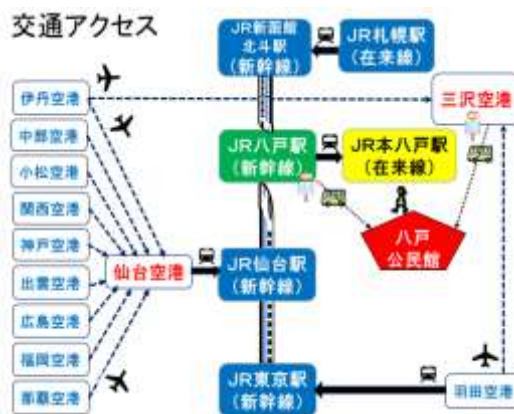 交通アクセス
JR新函館
北斗駅
(新幹線)
JR札幌駅
(在来線)
伊丹空港
中部空港
小松空港
関西空港
神戸空港
出雲空港
広島空港
福岡空港
那覇空港
三沢空港
JR八戸駅
(新幹線)
JR本八戸駅
(在来線)
八戸
公民館
仙台空港
JR仙台駅
(新幹線)
JR東京駅
(新幹線)
羽田空港